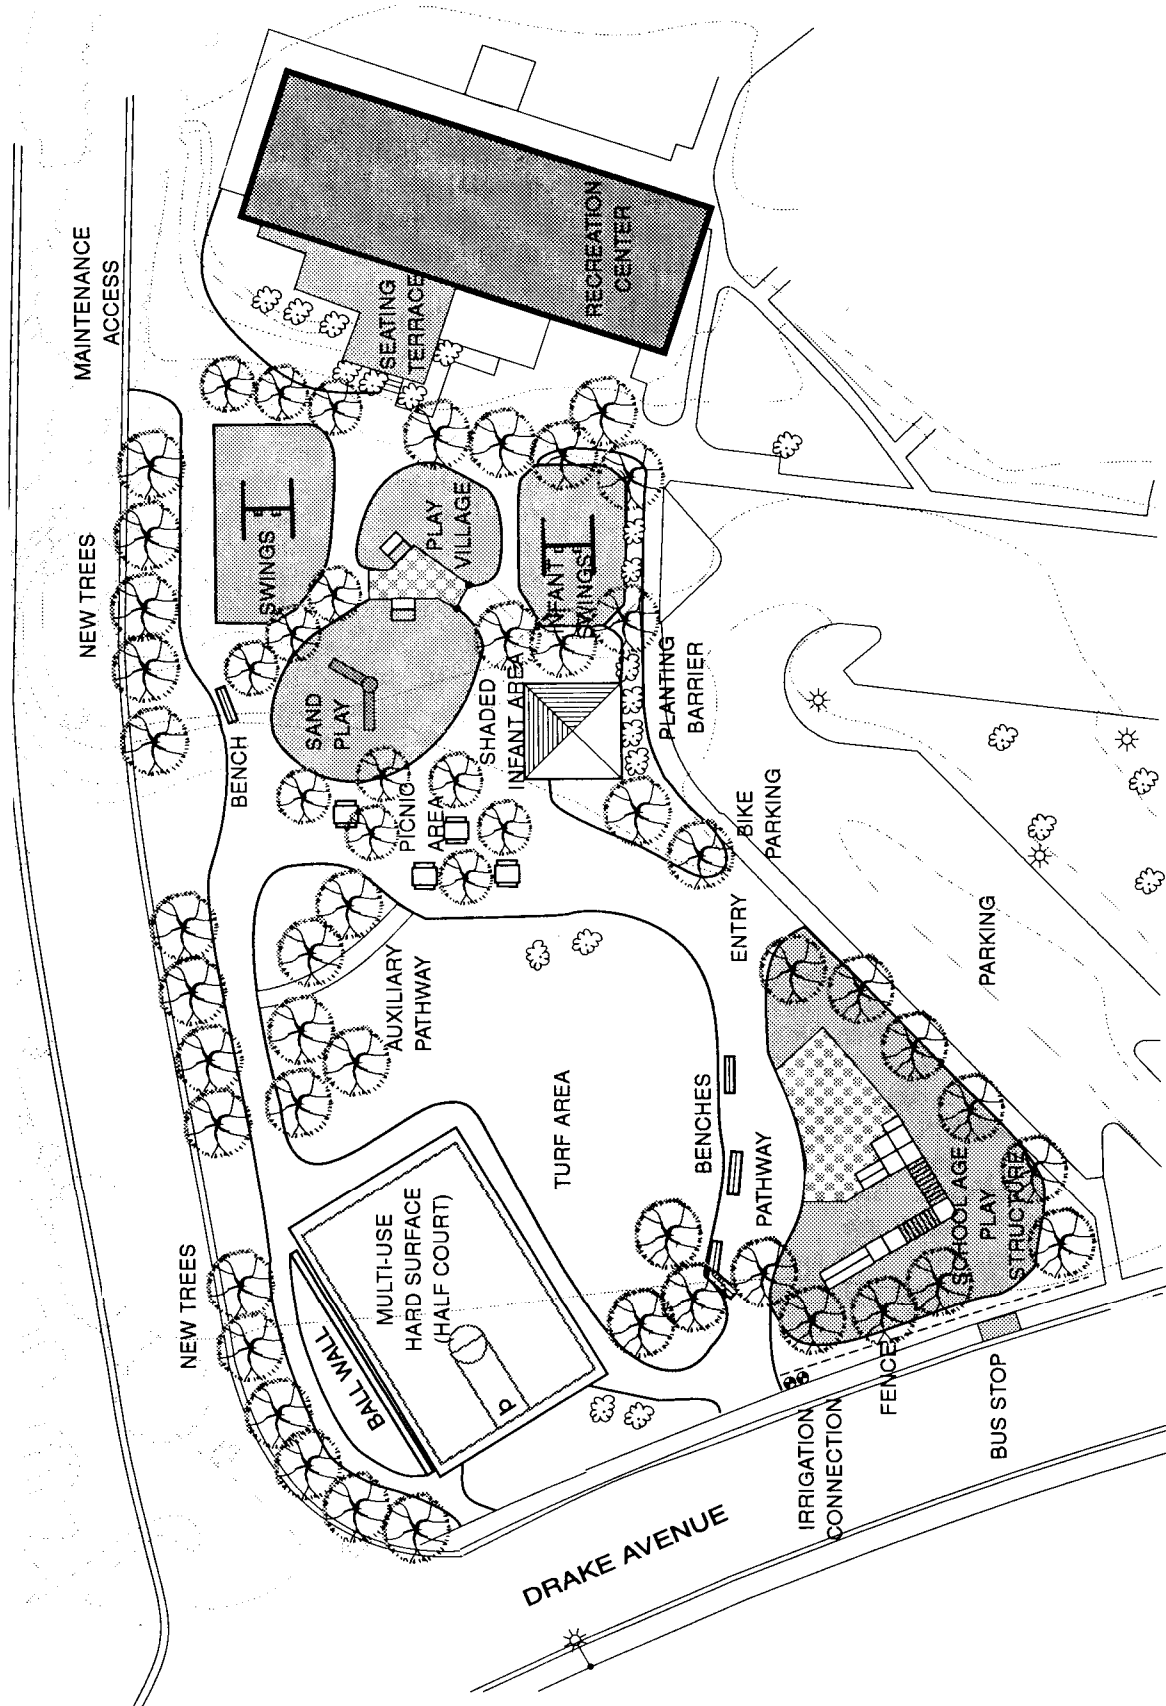 MAINTENANCE
ACCESS
NEW TREES
NEW TREES
RECREATION
CENTER
SEATING
TERRACE
SWINGS
PLAY
VILLAGE
INFANT
SWINGS
SAND
PLAY
SHADED
INFANT AREA
PLANTING
BARRIER
BENCH
PICNIC
AREA
BIKE
PARKING
ENTRY
PARKING
AUXILIARY
PATHWAY
TURF AREA
BENCHES
PATHWAY
SCHOOL AGE
PLAY
STRUCTURE
MULTI-USE
HARD SURFACE
(HALF COURT)
BALL WALL
FENCE
BUS STOP
IRRIGATION
CONNECTION
DRAKE AVENUE